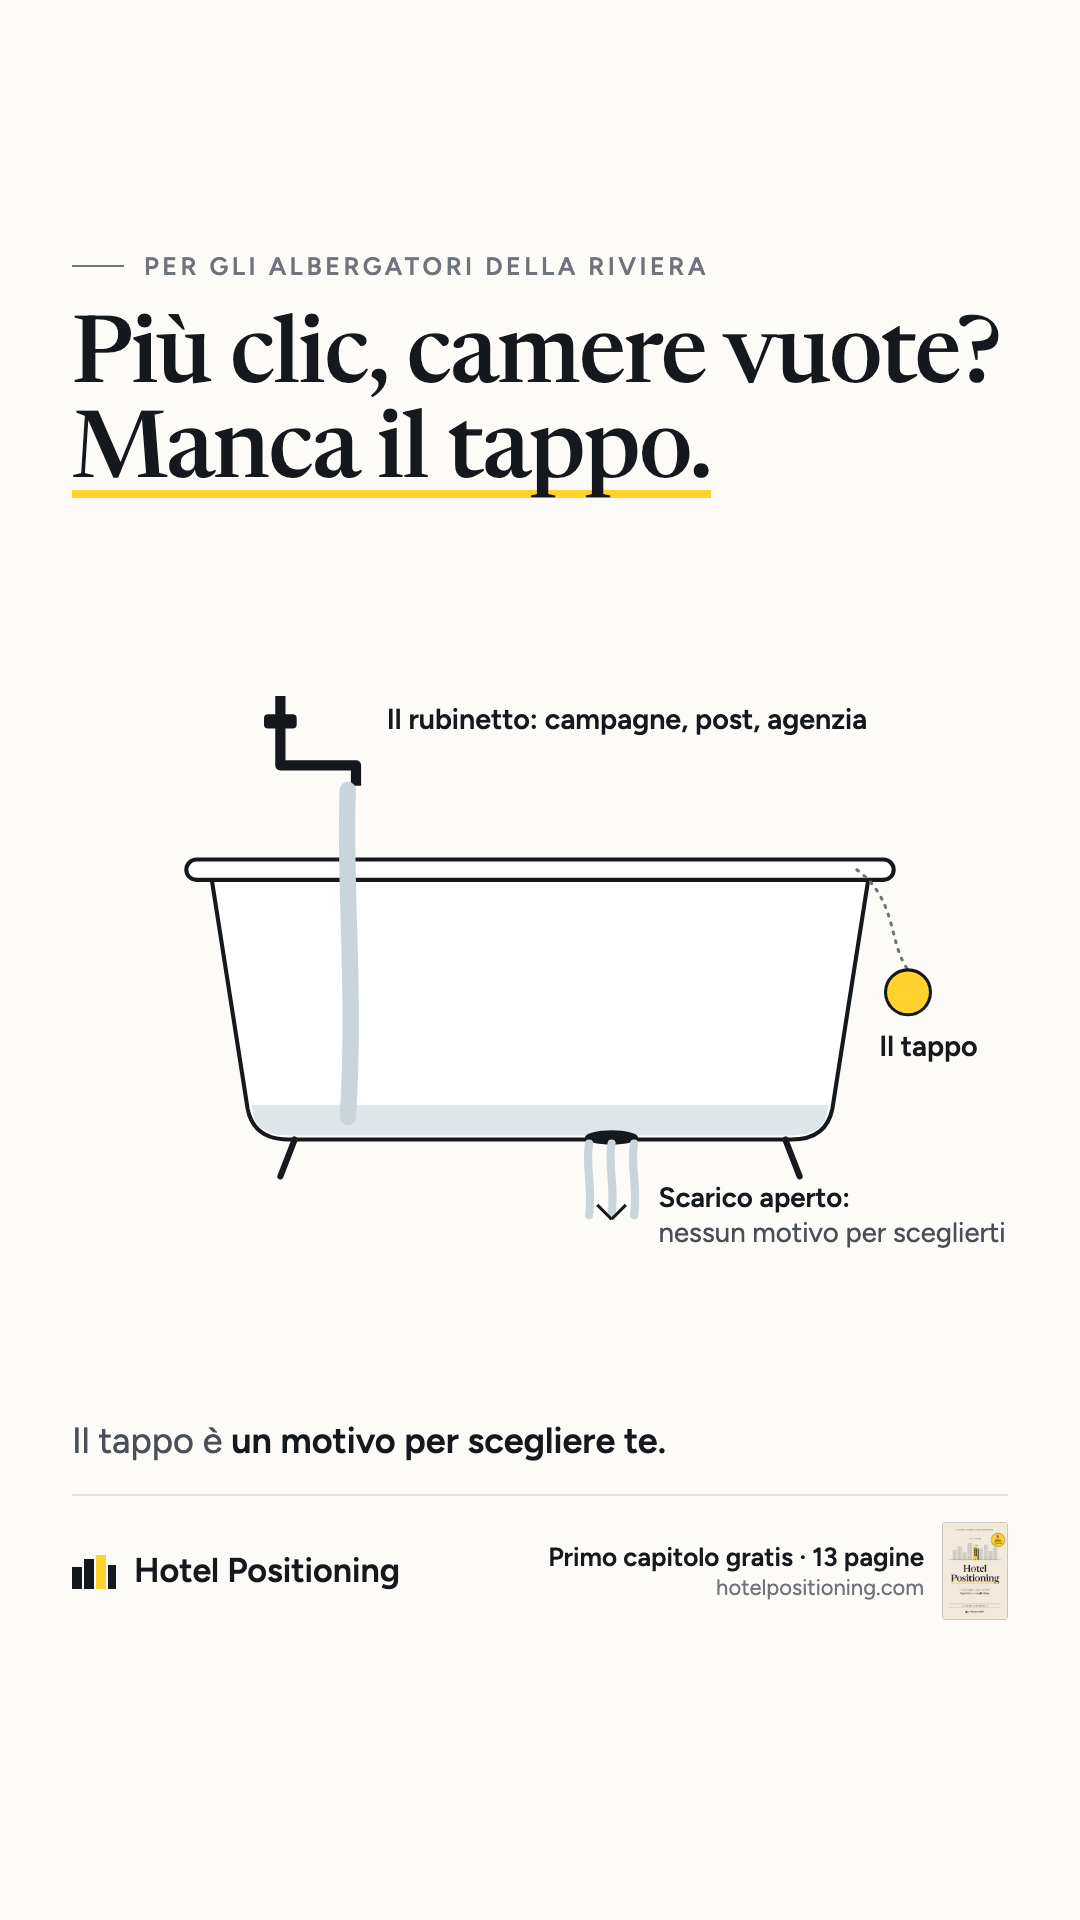 PER GLI ALBERGATORI DELLA RIVIERA
Più clic, camere vuote?
Manca il tappo.
Il rubinetto: campagne, post, agenzia
Il tappo
Scarico aperto:
nessun motivo per sceglierti
Il tappo è un motivo per scegliere te.
Hotel Positioning
Primo capitolo gratis · 13 pagine
hotelpositioning.com
Hotel
Positioning